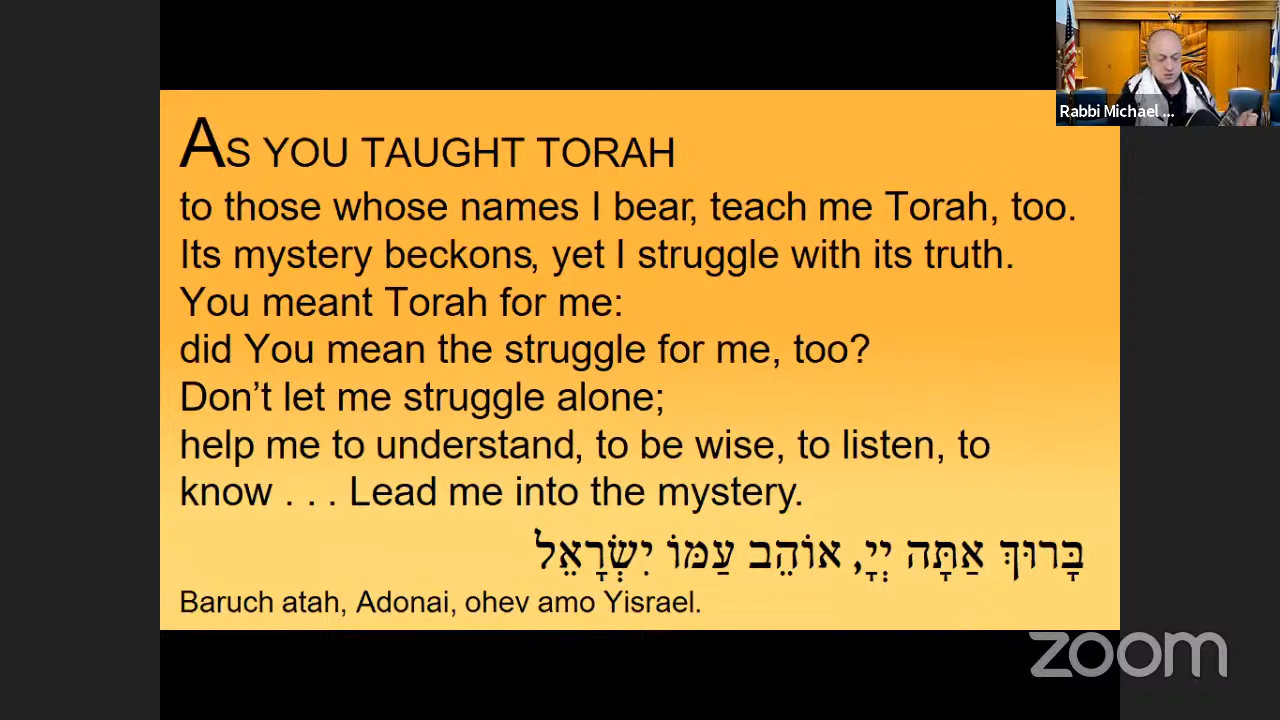 Rabbi Michael ...
AS YOU TAUGHT TORAH
to those whose names I bear, teach me Torah, too.
Its mystery beckons, yet I struggle with its truth.
You meant Torah for me:
did You mean the struggle for me, too?
Don’t let me struggle alone;
help me to understand, to be wise, to listen, to
know . . . Lead me into the mystery.
בָּרוּךְ אַתָּה יְיָ, אוֹהֵב עַמּוֹ יִשְׂרָאֵל
Baruch atah, Adonai, ohev amo Yisrael.
zoom